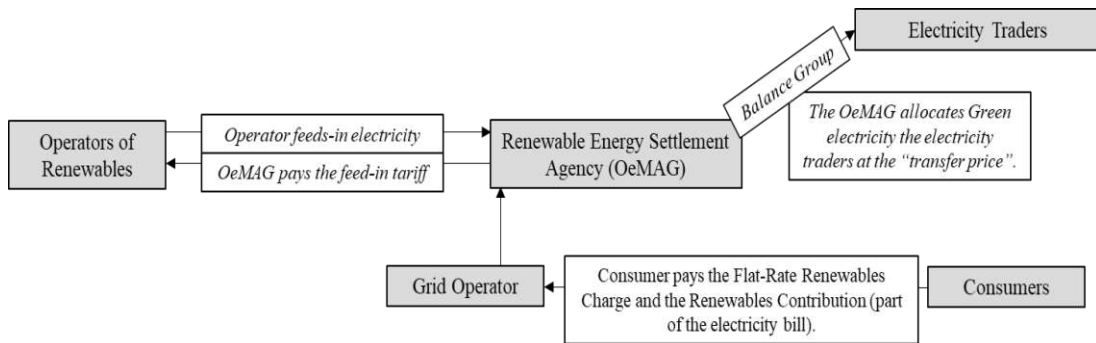 Electricity Traders
Balance Group
The OeMAG allocates Green
electricity the electricity
traders at the “transfer price”.
Operators of
Renewables
Operator feeds-in electricity
OeMAG pays the feed-in tariff
Renewable Energy Settlement
Agency (OeMAG)
Grid Operator
Consumer pays the Flat-Rate Renewables
Charge and the Renewables Contribution (part
of the electricity bill).
Consumers